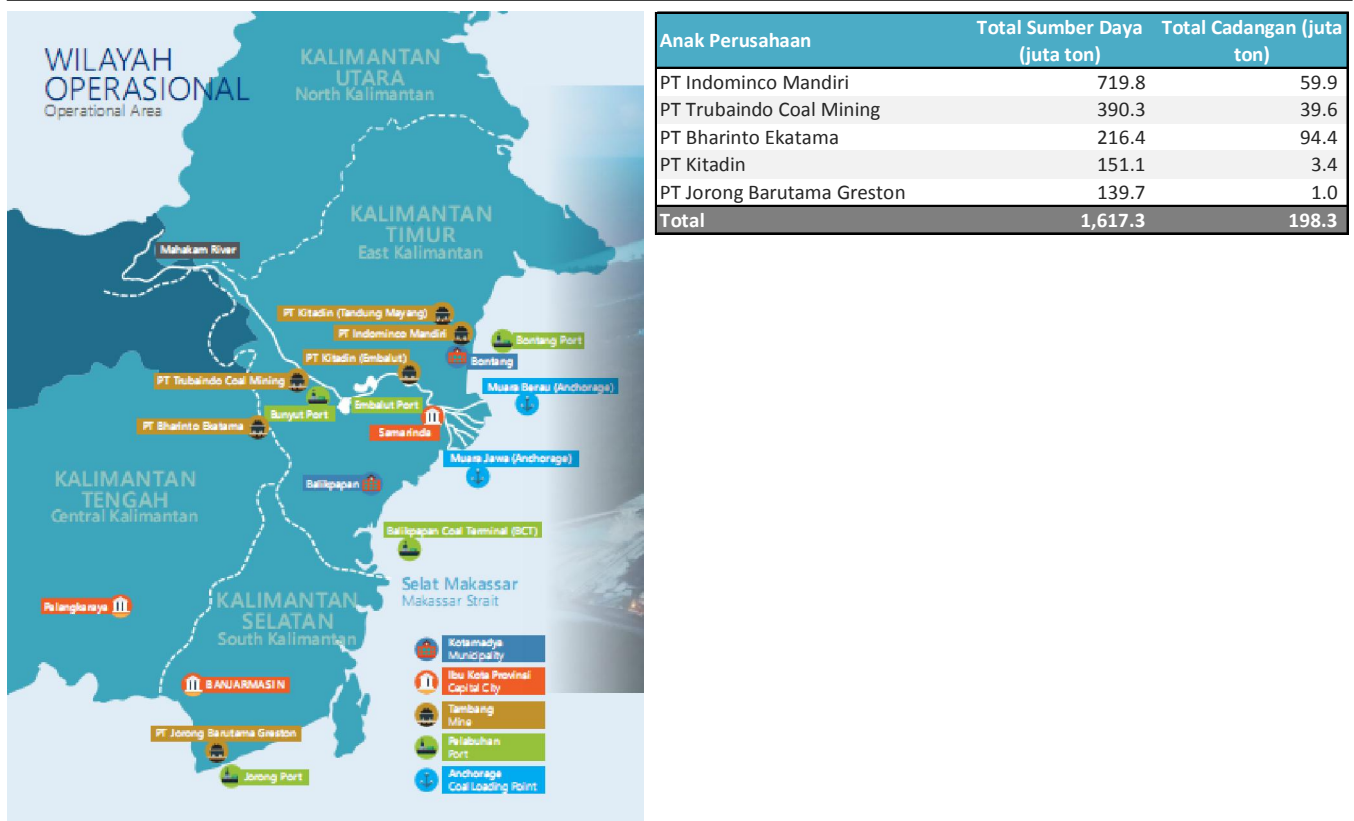 WILAYAH
OPERASIONAL
Operational Area
KALIMANTAN
UTARA
North Kalimantan
KALIMANTAN
TIMUR
East Kalimantan
Mahakam River
PT Kitadin (Tandung Mayang)
PT Indominco Mandiri
Bontang Port
PT Kitadin (Embalut)
Bontang
PT Trubaindo Coal Mining
Muara Berau (Anchorage)
Bunyut Port
Embalut Port
PT Bharinto Ekatama
Samarinda
Muara Jawa (Anchorage)
KALIMANTAN
TENGAH
Central Kalimantan
Balikpapan
Balikpapan Coal Terminal (BCT)
Selat Makassar
Makassar Strait
Palangkaraya
KALIMANTAN
SELATAN
South Kalimantan
BANJARMASIN
PT Jorong Barutama Greston
Jorong Port
Kotamadya
Municipality
Ibu Kota Provinsi
Capital City
Tambang
Mine
Pelabuhan
Port
Anchorage
Coal Loading Point
Anak Perusahaan Total Sumber Daya (juta ton) Total Cadangan (juta ton)
PT Indominco Mandiri 719.8 59.9
PT Trubaindo Coal Mining 390.3 39.6
PT Bharinto Ekatama 216.4 94.4
PT Kitadin 151.1 3.4
PT Jorong Barutama Greston 139.7 1.0
Total 1,617.3 198.3